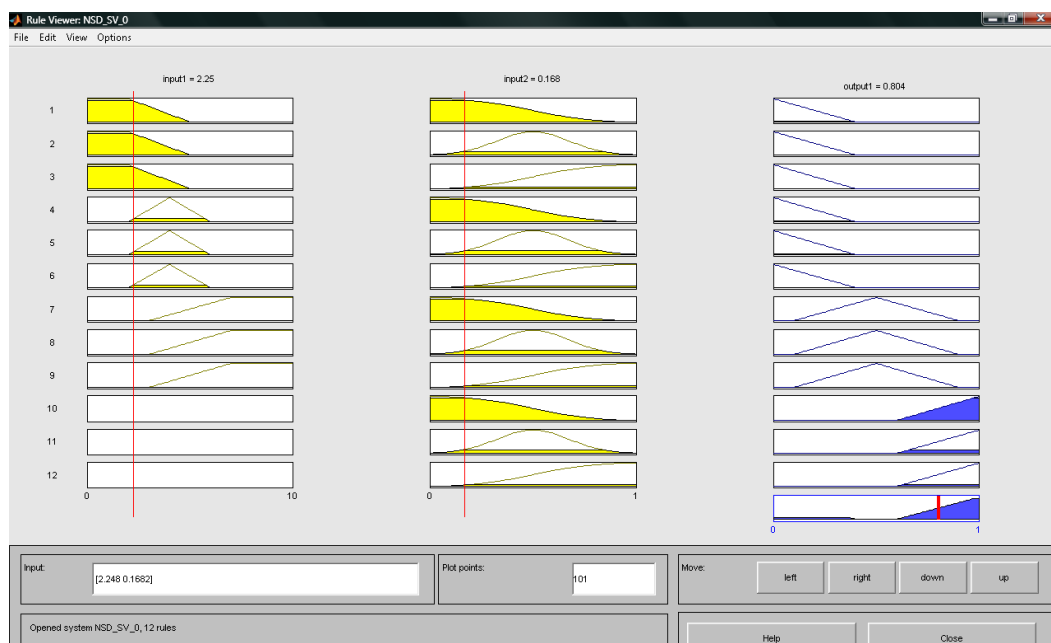 Rule Viewer: NSD_SV_0
File Edit View Options
input1 = 2.25
input2 = 0.168
output1 = 0.804
1
2
3
4
5
6
7
8
9
10
11
12
0 10
0 1
0 1
Input:
[2.248 0.1682]
Plot points:
101
Move:
left right down up
Opened system NSD_SV_0, 12 rules
Help Close